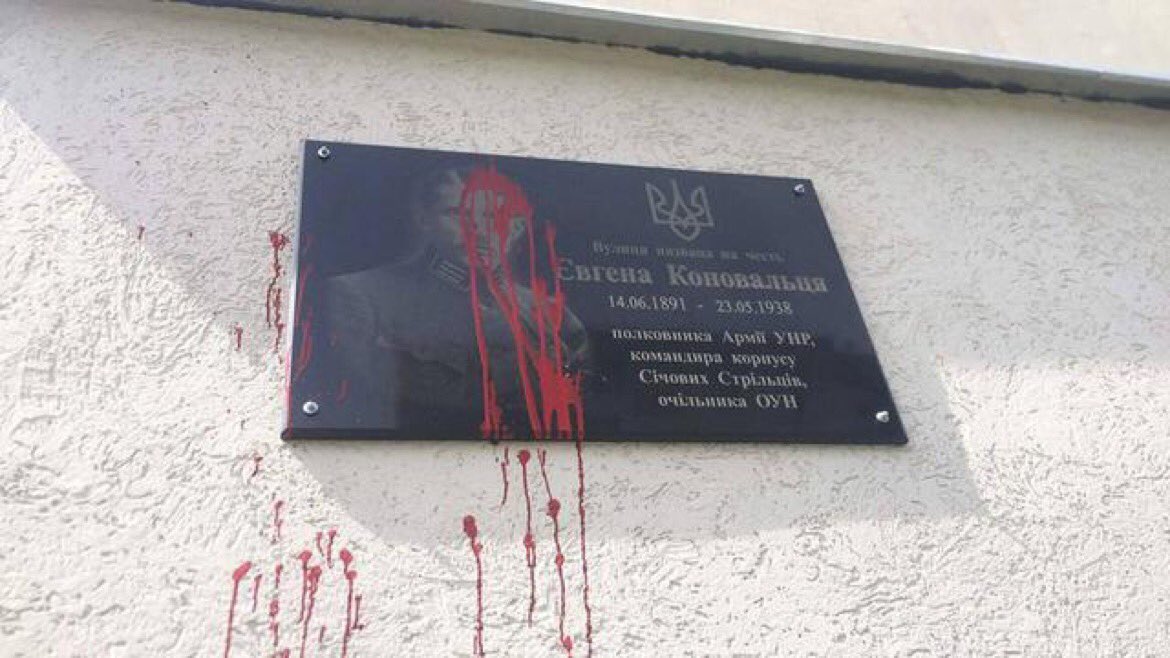 Вулиця названа на честь
Євгена Коновальця
14.06.1891 - 23.05.1938
полковника Армії УНР,
командира корпусу
Січових Стрільців,
очільника ОУН